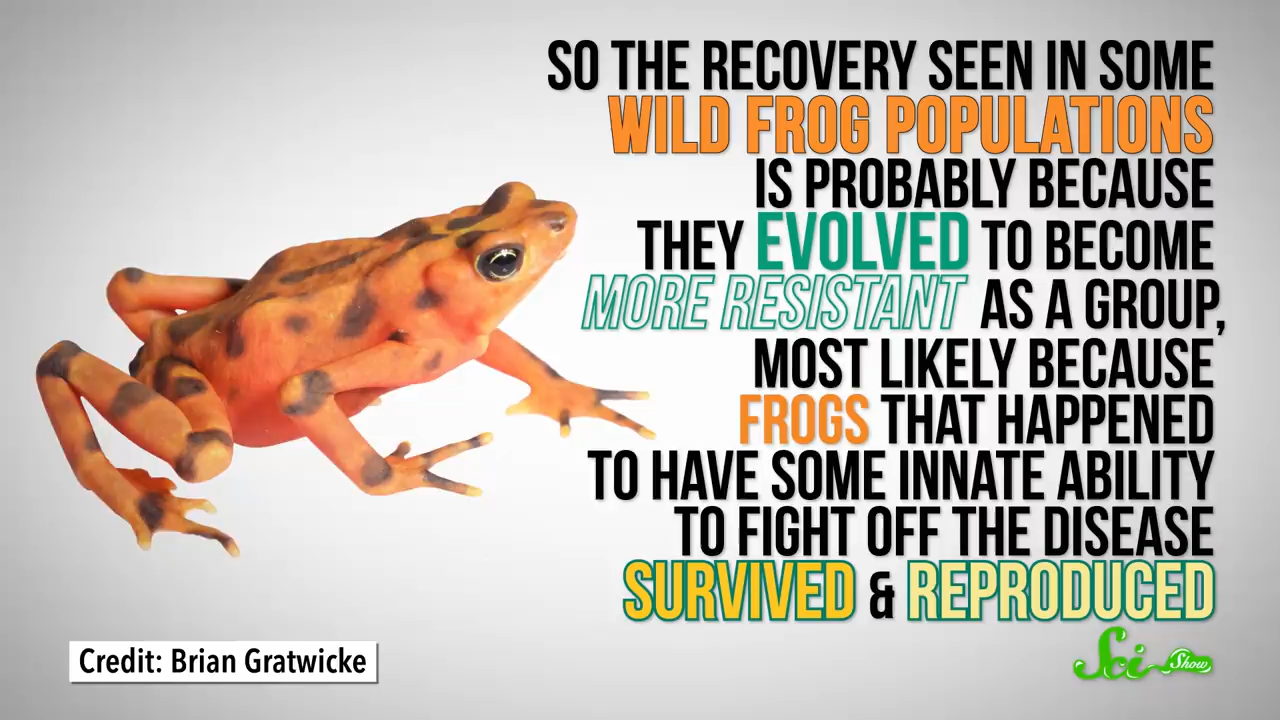 SO THE RECOVERY SEEN IN SOME
WILD FROG POPULATIONS
IS PROBABLY BECAUSE
THEY EVOLVED TO BECOME
MORE RESISTANT AS A GROUP,
MOST LIKELY BECAUSE
FROGS THAT HAPPENED
TO HAVE SOME INNATE ABILITY
TO FIGHT OFF THE DISEASE
SURVIVED & REPRODUCED
Credit: Brian Gratwicke
Sci Show